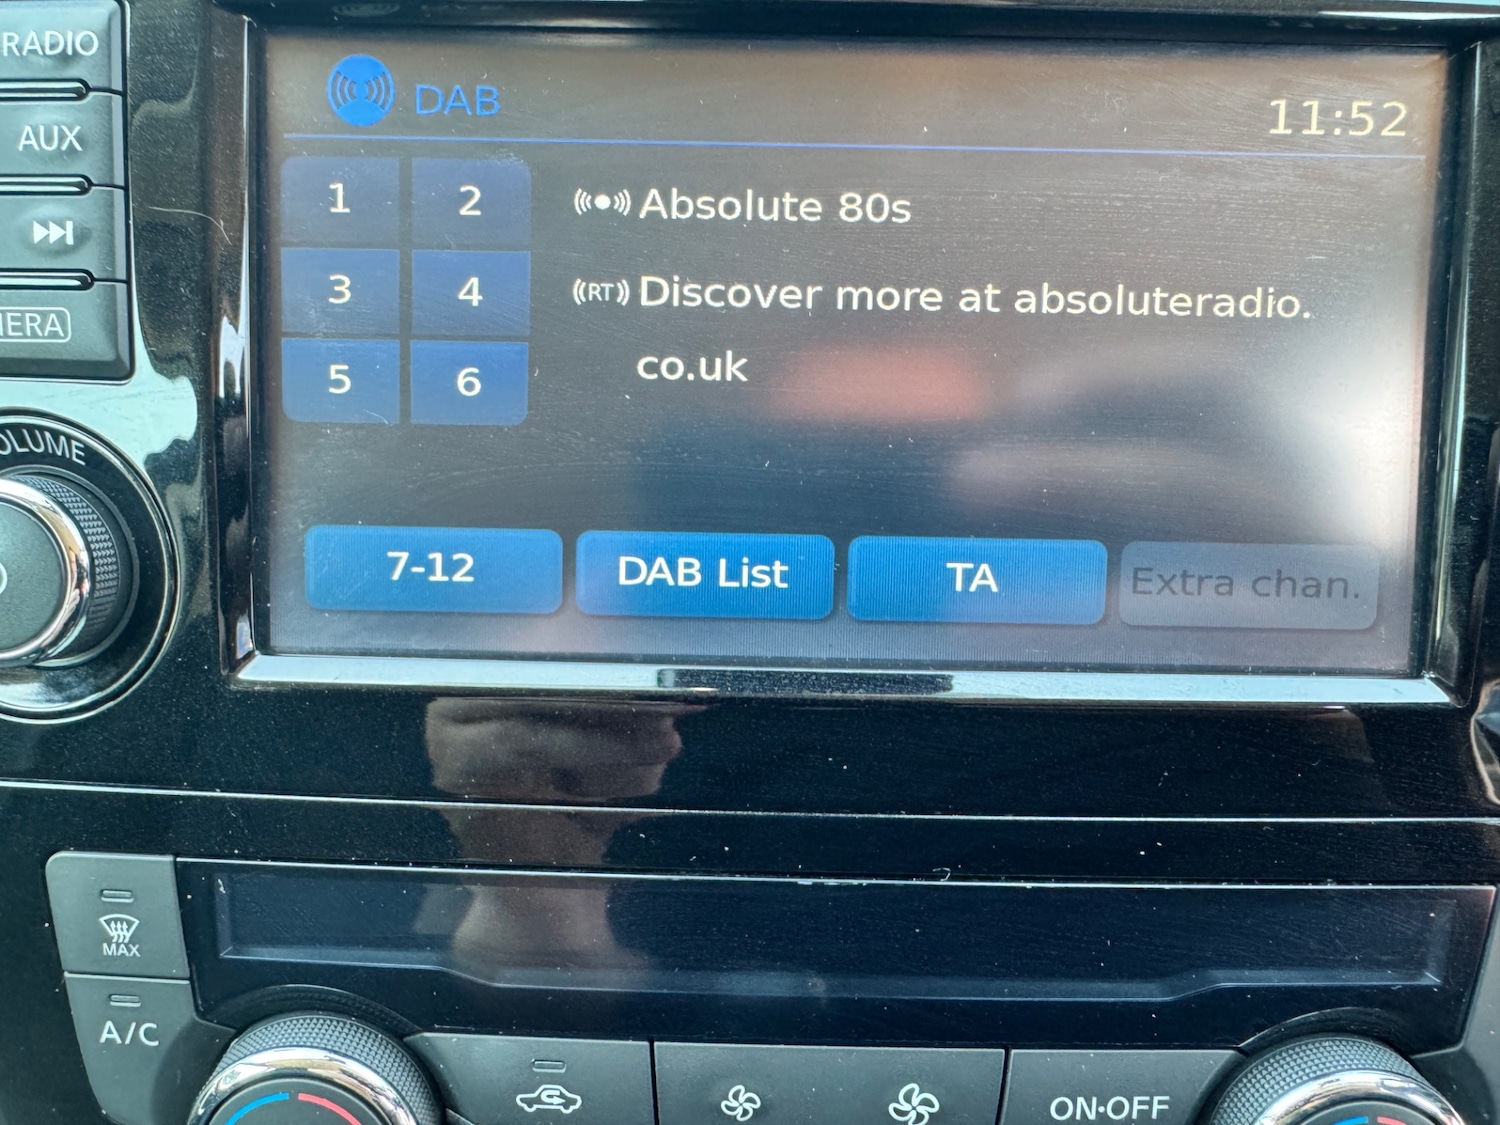 RADIO
DAB
11:52
AUX
1 2
Absolute 80s
3 4
((RT)) Discover more at absoluteradio.
co.uk
5 6
7-12 DAB List TA Extra chan.
MAX
A/C
ON·OFF